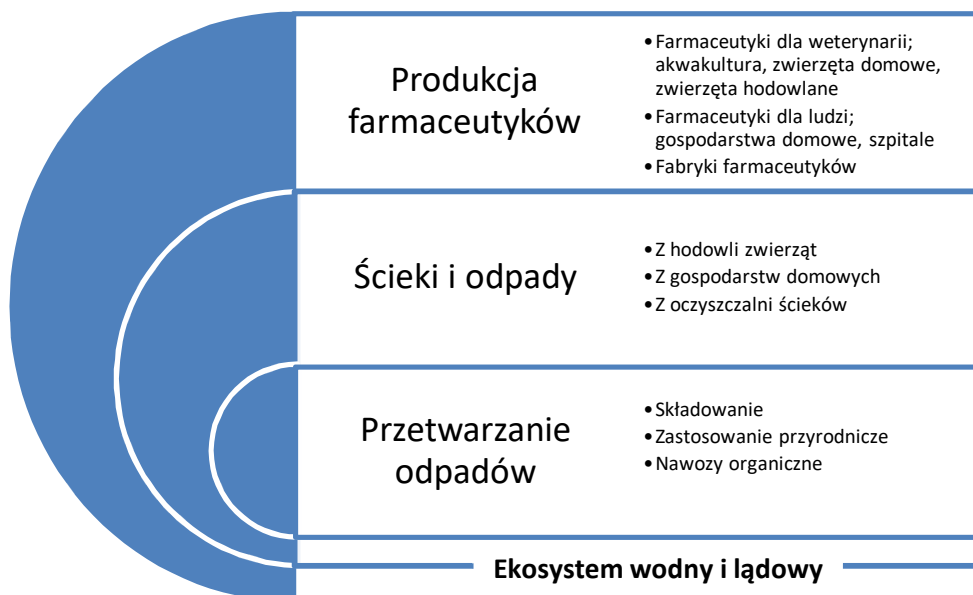 Produkcja
farmaceutyków
•Farmaceutyki dla weterynarii;
akwakultura, zwierzęta domowe,
zwierzęta hodowlane
•Farmaceutyki dla ludzi;
gospodarstwa domowe, szpitale
•Fabryki farmaceutyków
Ścieki i odpady
•Z hodowli zwierząt
•Z gospodarstw domowych
•Z oczyszczalni ścieków
Przetwarzanie
odpadów
•Składowanie
•Zastosowanie przyrodnicze
•Nawozy organiczne
Ekosystem wodny i lądowy